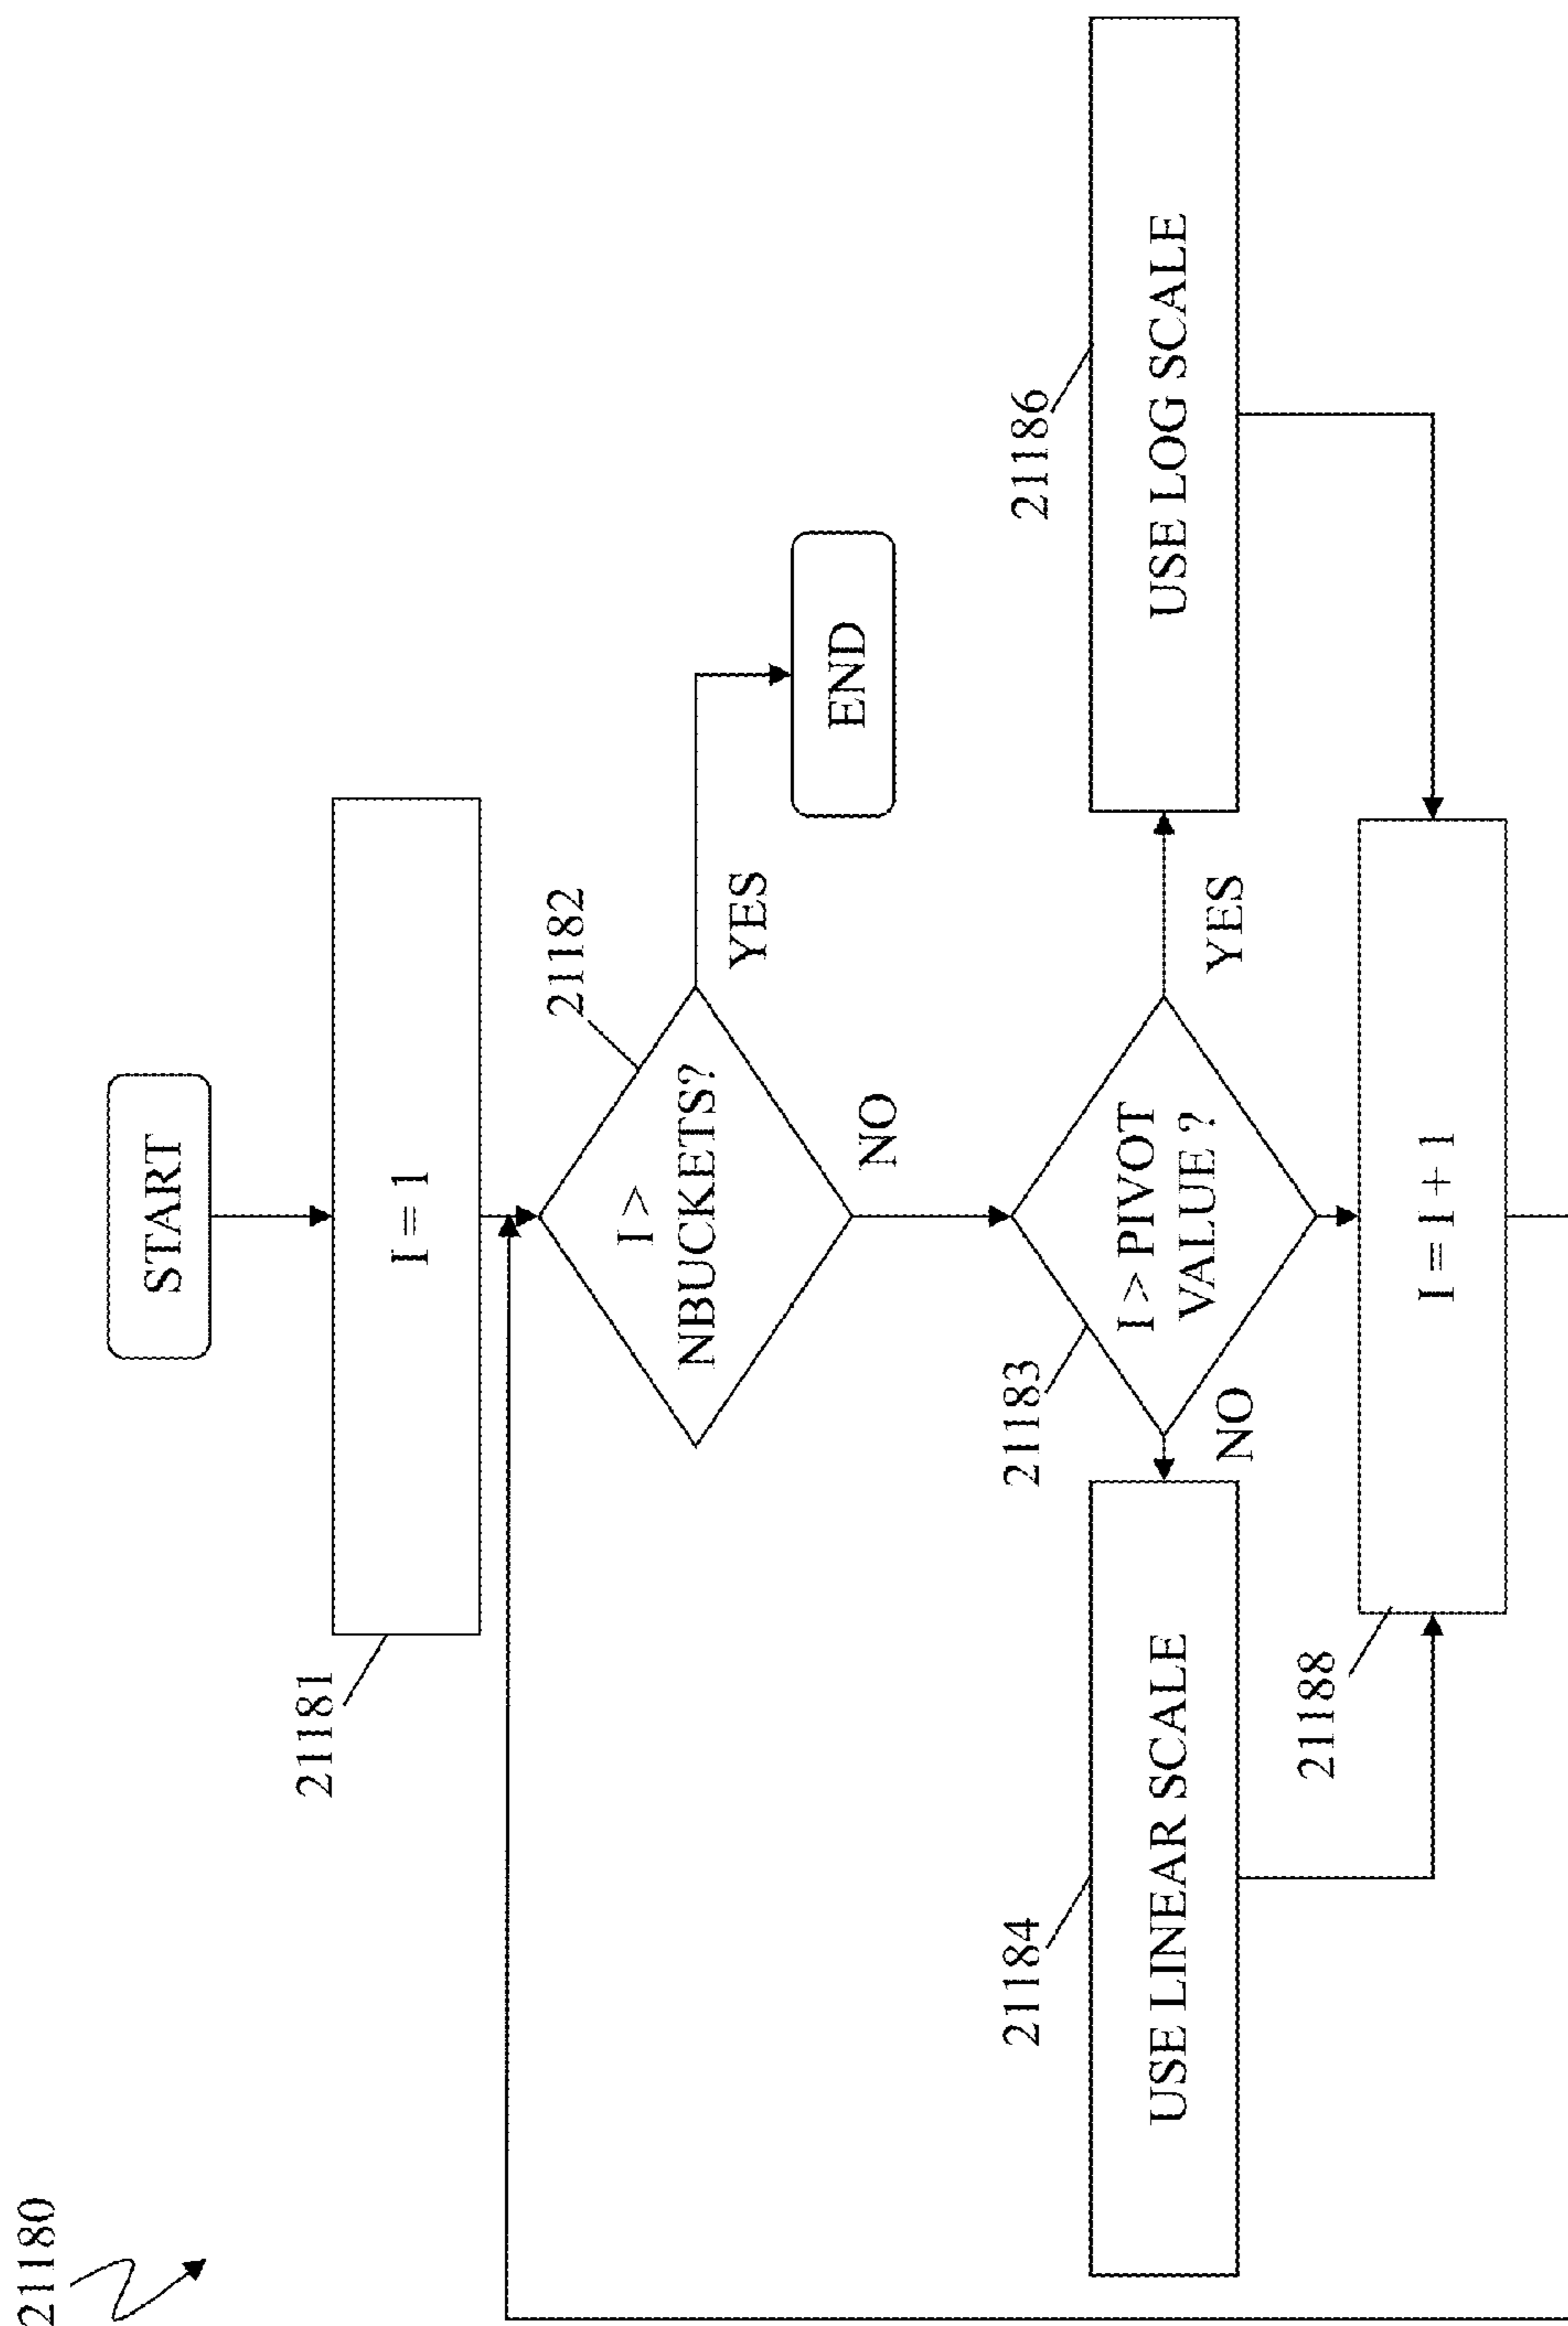 21180
START
21181
I = 1
21182
I >
NBUCKETS?
YES
END
NO
21183
I > PIVOT
VALUE ?
NO
YES
21184
USE LINEAR SCALE
21186
USE LOG SCALE
21188
I = I + 1